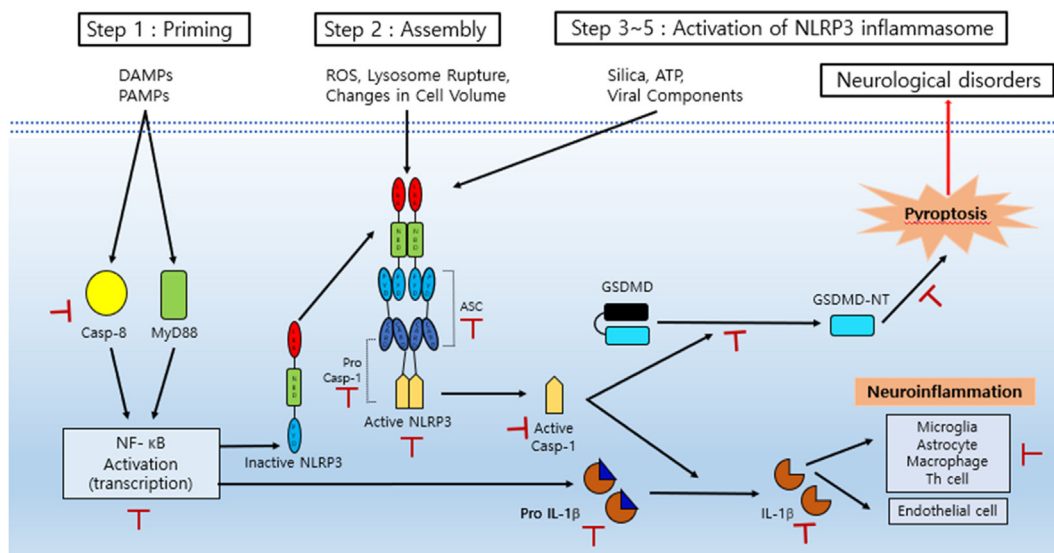 Step 1 : Priming
Step 2 : Assembly
Step 3~5 : Activation of NLRP3 inflammasome
DAMPs
PAMPs
ROS, Lysosome Rupture,
Changes in Cell Volume
Silica, ATP,
Viral Components
Neurological disorders
Pyroptosis
NBD
NBD
ASC
GSDMD
GSDMD-NT
Casp-8
MyD88
NBD
Pro
Casp-1
Active NLRP3
Active
Casp-1
Neuroinflammation
NF- κB
Activation
(transcription)
Inactive NLRP3
Pro IL-1β
IL-1β
Microglia
Astrocyte
Macrophage
Th cell
Endothelial cell